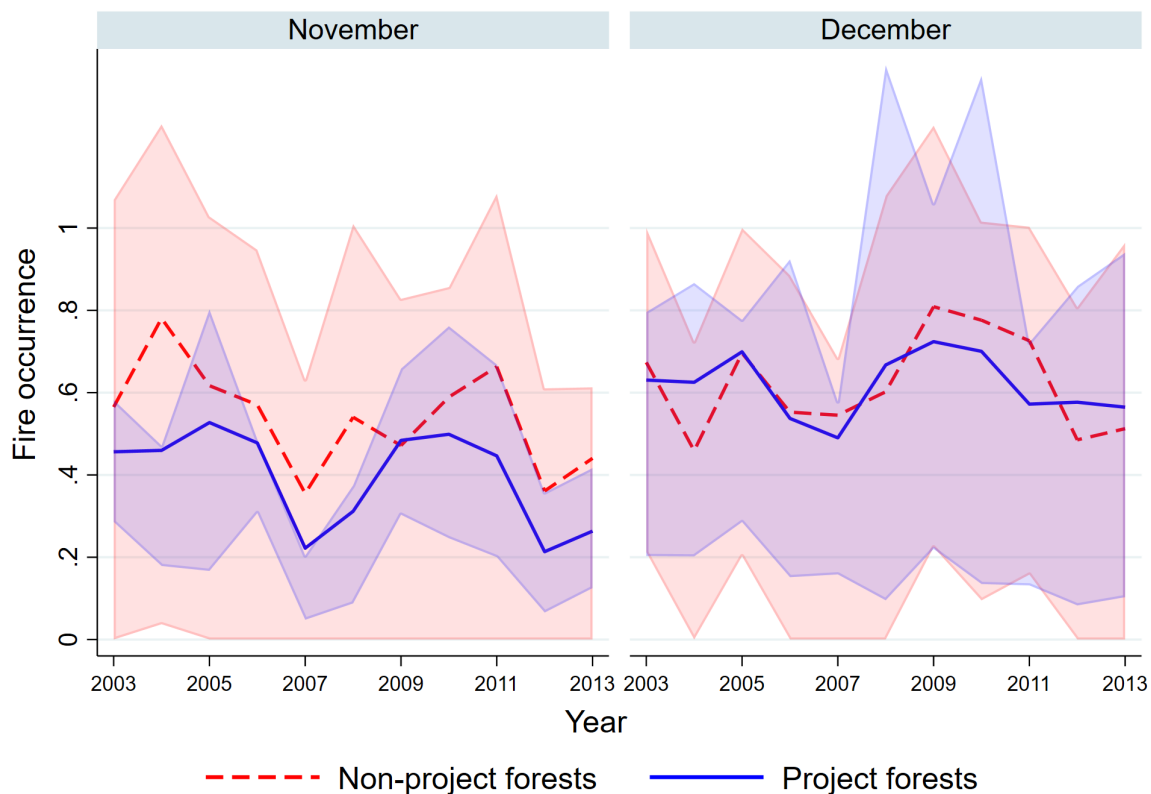 November
December
Fire occurrence
1
.8
.6
.4
.2
0
2003 2005 2007 2009 2011 2013
2003 2005 2007 2009 2011 2013
Year
Non-project forests
Project forests